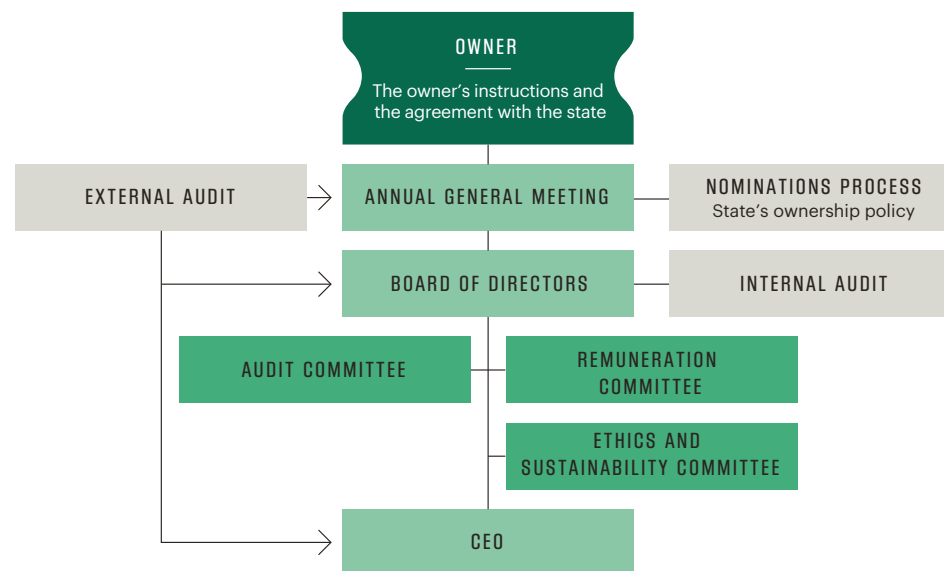 OWNER
The owner's instructions and
the agreement with the state
EXTERNAL AUDIT
ANNUAL GENERAL MEETING
NOMINATIONS PROCESS
State's ownership policy
BOARD OF DIRECTORS
INTERNAL AUDIT
AUDIT COMMITTEE
REMUNERATION
COMMITTEE
ETHICS AND
SUSTAINABILITY COMMITTEE
CEO